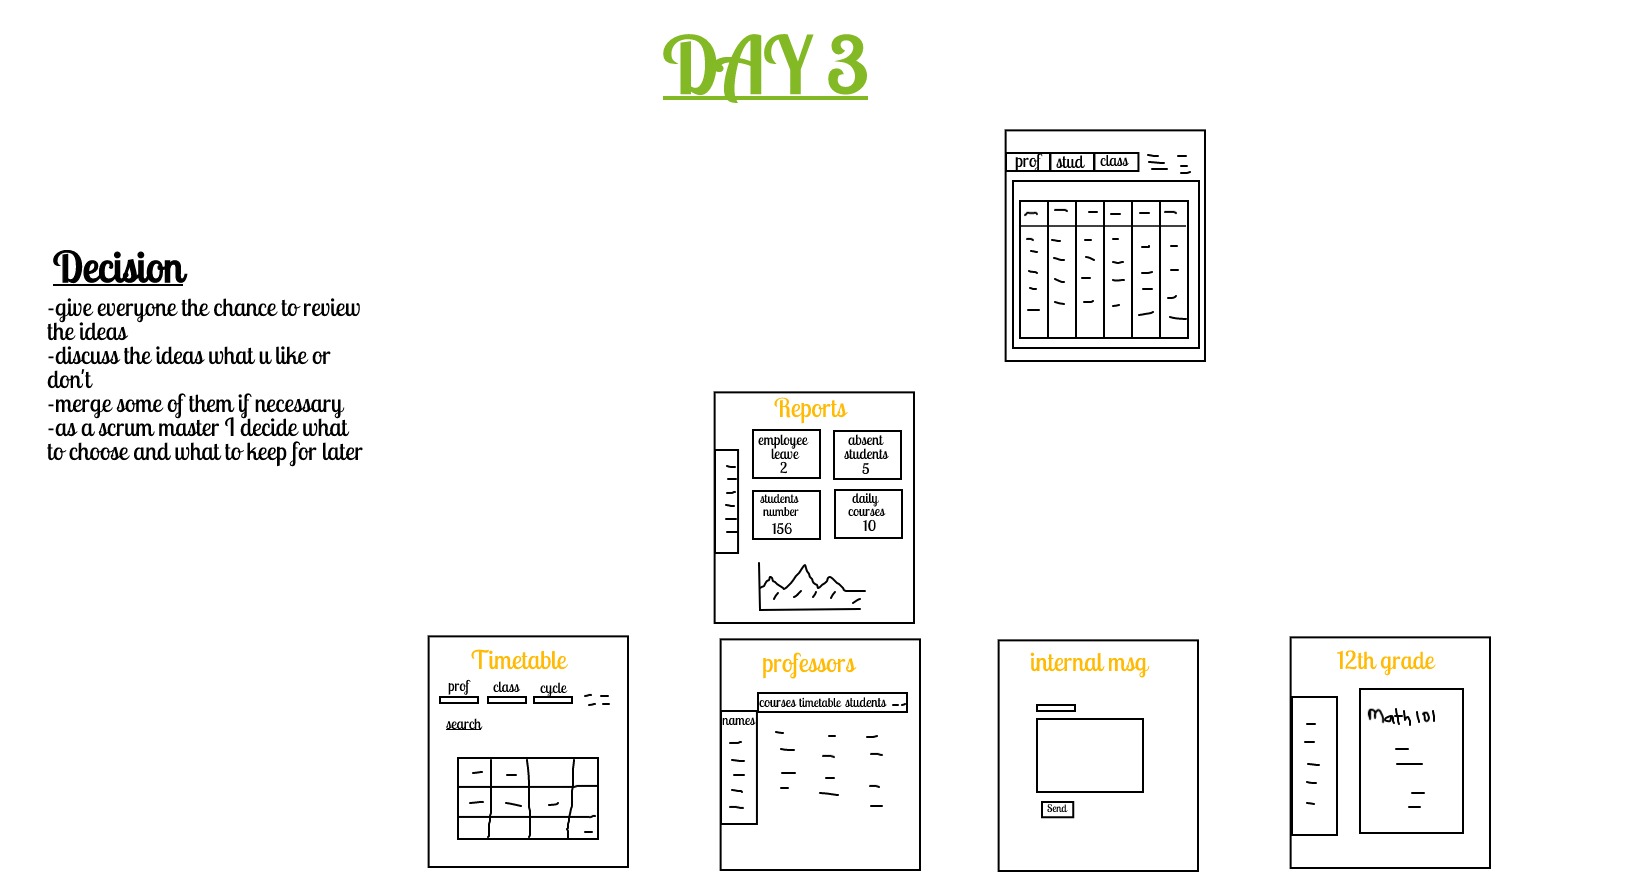 DAY 3
prof stud class
Decision
-give everyone the chance to review
the ideas
-discuss the ideas what u like or
don't
-merge some of them if necessary
-as a scrum master I decide what
to choose and what to keep for later
Reports
employee
leave
2
absent
students
5
students
number
156
daily
courses
10
Timetable
prof class cycle
search
professors
courses timetable students
names
internal msg
Send
12th grade
Math 101